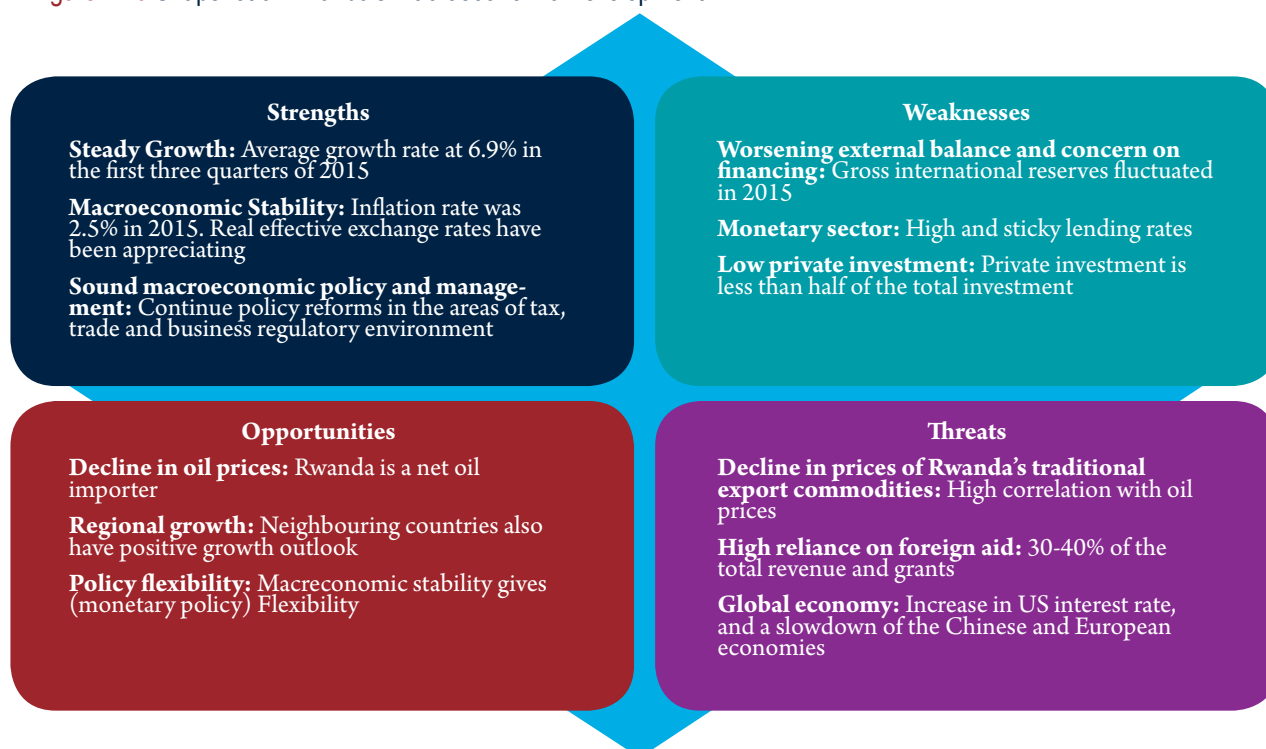 Strengths
Steady Growth: Average growth rate at 6.9% in
the first three quarters of 2015
Macroeconomic Stability: Inflation rate was
2.5% in 2015. Real effective exchange rates have
been appreciating
Sound macroeconomic policy and manage-
ment: Continue policy reforms in the areas of tax,
trade and business regulatory environment
Weaknesses
Worsening external balance and concern on
financing: Gross international reserves fluctuated
in 2015
Monetary sector: High and sticky lending rates
Low private investment: Private investment is
less than half of the total investment
Opportunities
Decline in oil prices: Rwanda is a net oil
importer
Regional growth: Neighbouring countries also
have positive growth outlook
Policy flexibility: Macreconomic stability gives
(monetary policy) Flexibility
Threats
Decline in prices of Rwanda's traditional
export commodities: High correlation with oil
prices
High reliance on foreign aid: 30-40% of the
total revenue and grants
Global economy: Increase in US interest rate,
and a slowdown of the Chinese and European
economies